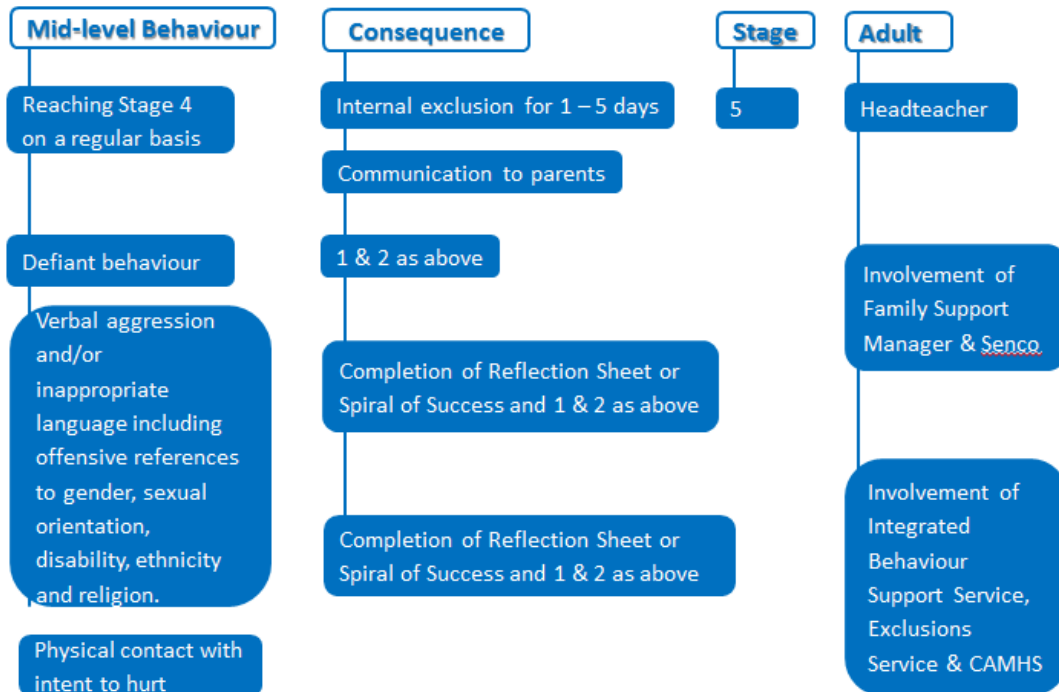 Mid-level Behaviour
Consequence
Stage
Adult
Reaching Stage 4
on a regular basis
Internal exclusion for 1 – 5 days
5
Headteacher
Communication to parents
Defiant behaviour
1 & 2 as above
Involvement of
Family Support
Manager & Senco
Verbal aggression
and/or
inappropriate
language including
offensive references
to gender, sexual
orientation,
disability, ethnicity
and religion.
Completion of Reflection Sheet or
Spiral of Success and 1 & 2 as above
Completion of Reflection Sheet or
Spiral of Success and 1 & 2 as above
Involvement of
Integrated
Behaviour
Support Service,
Exclusions
Service & CAMHS
Physical contact with
intent to hurt